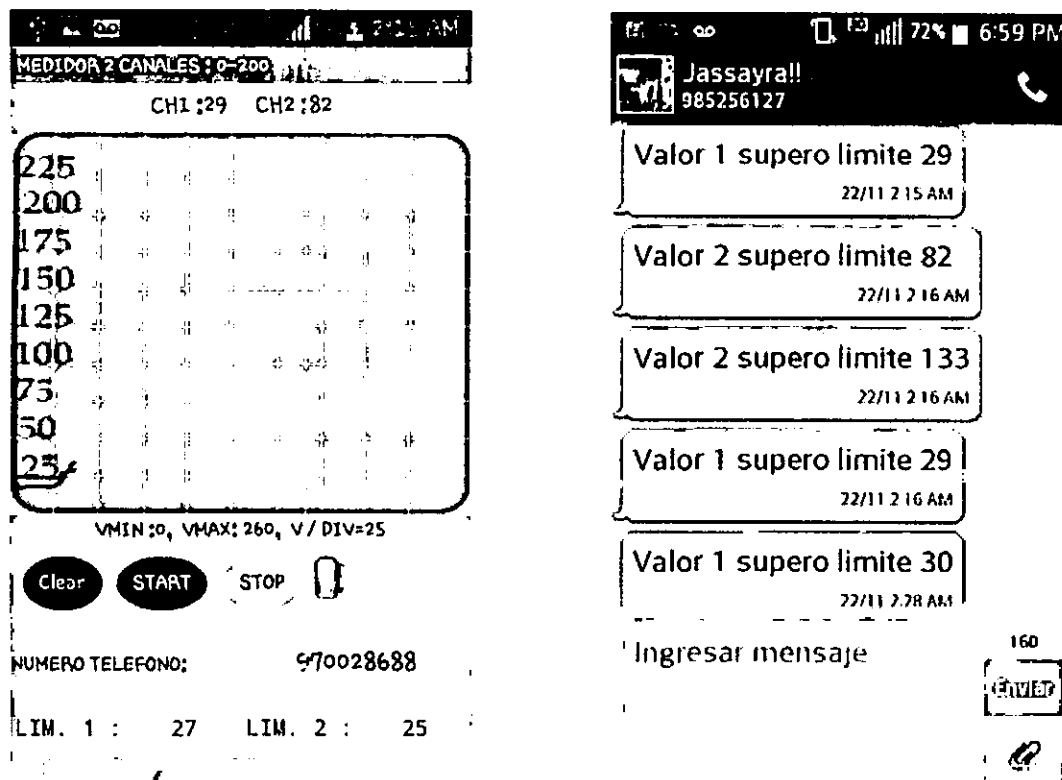 MEDIDOR 2 CANALES : 0-200
CH1 :29 CH2 :82
225
200
175
150
125
100
75
50
25
VMIN :0, VMAX: 260, V / DIV=25
Clear START STOP
NUMERO TELEFONO: 970028688
LIM. 1 : 27 LIM. 2 : 25
72% 6:59 PM
Jassayra!!
985256127
Valor 1 supero limite 29
22/11 2:15 AM
Valor 2 supero limite 82
22/11 2:16 AM
Valor 2 supero limite 133
22/11 2:16 AM
Valor 1 supero limite 29
22/11 2:16 AM
Valor 1 supero limite 30
22/11 2:28 AM
Ingresar mensaje
160
Enviar